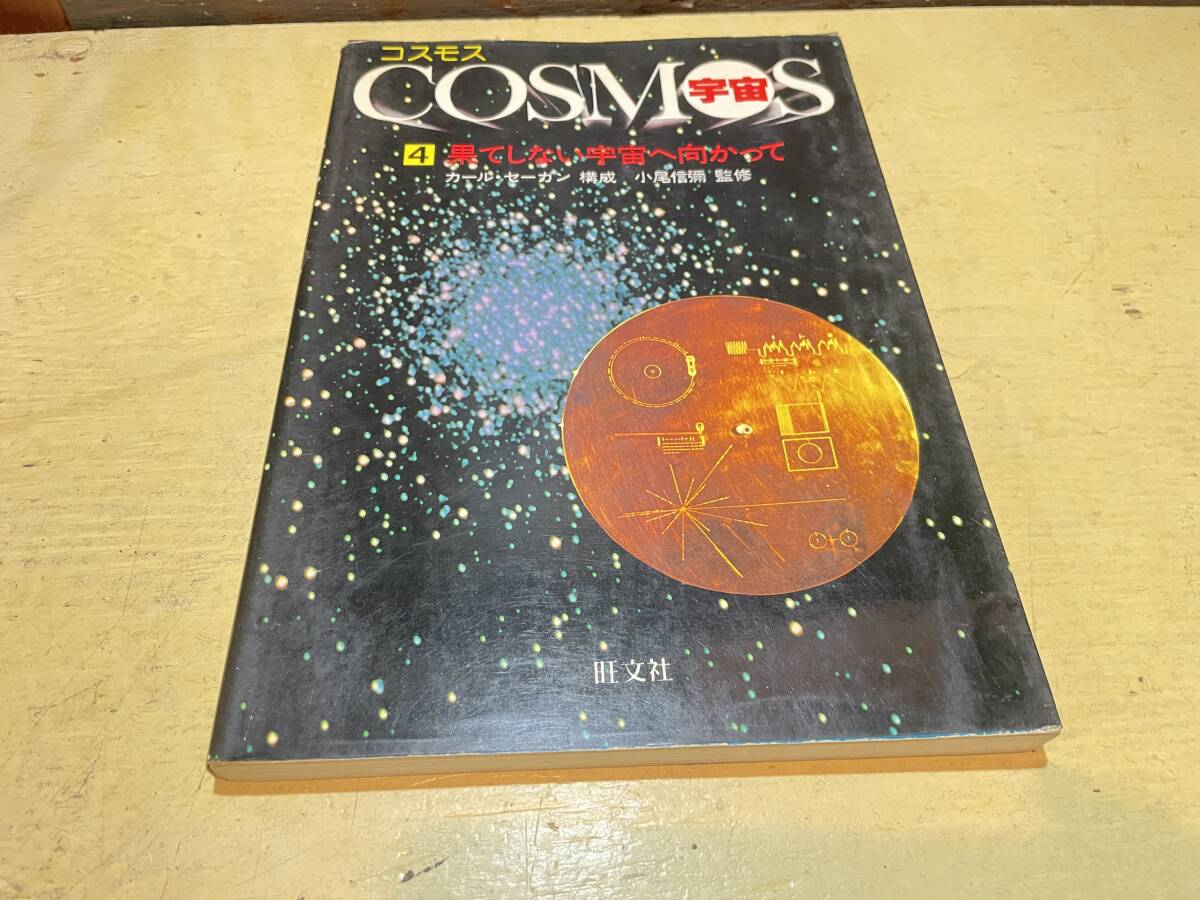 コスモス
COSMOS
宇宙
4 果てしない宇宙へ向かって
カール・セーガン 構成 小尾信彌 監修
旺文社